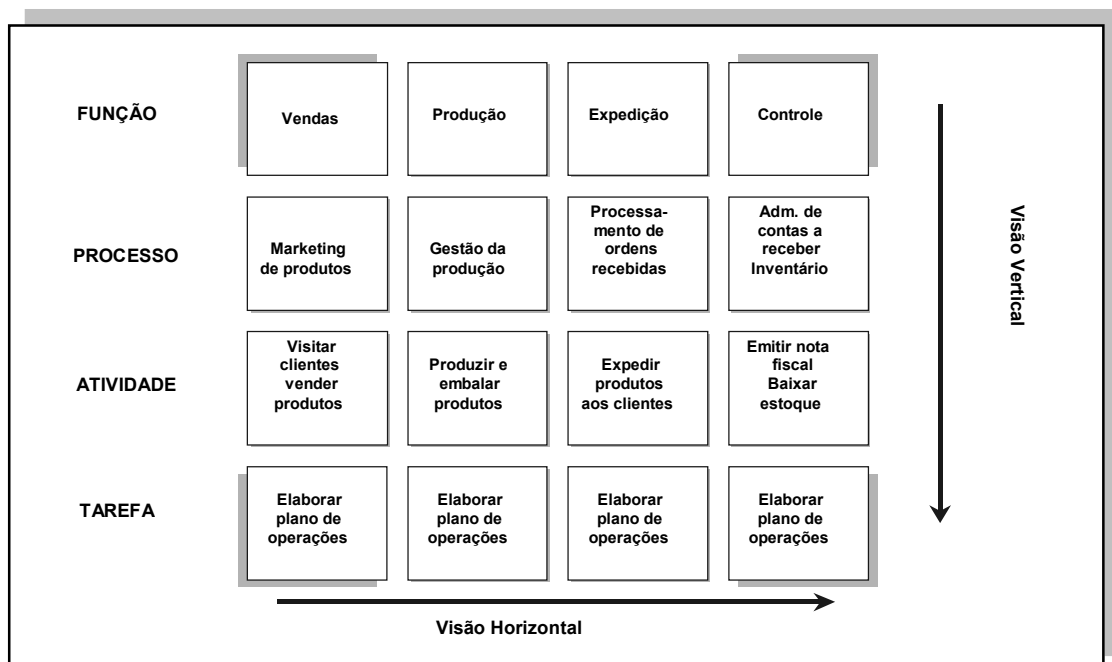 FUNÇÃO
Vendas
Produção
Expedição
Controle
PROCESSO
Marketing
de produtos
Gestão da
produção
Processa-
mento de
ordens
recebidas
Adm. de
contas a
receber
Inventário
ATIVIDADE
Visitar
clientes
vender
produtos
Produzir e
embalar
produtos
Expedir
produtos
aos clientes
Emitir nota
fiscal
Baixar
estoque
TAREFA
Elaborar
plano de
operações
Elaborar
plano de
operações
Elaborar
plano de
operações
Elaborar
plano de
operações
Visão Vertical
Visão Horizontal